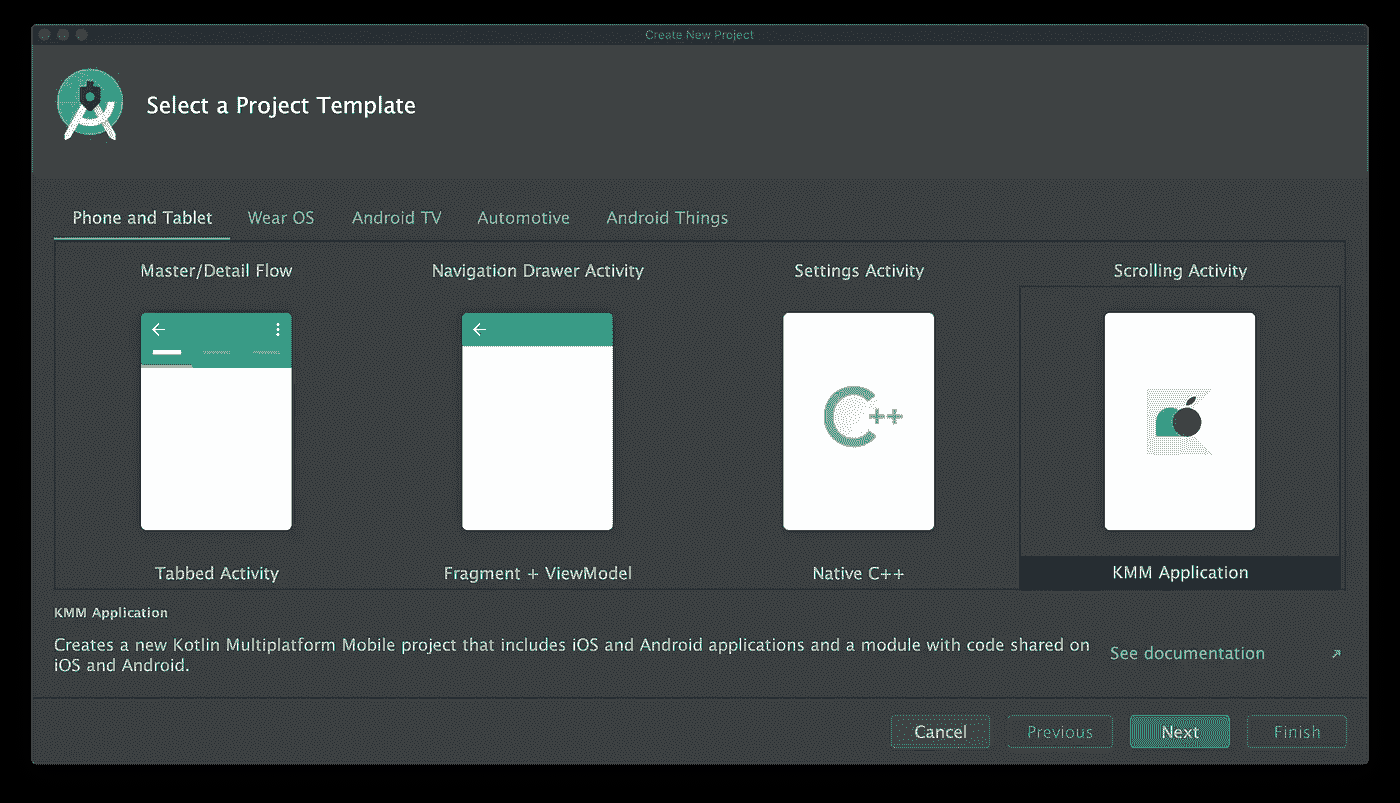 Create New Project
Select a Project Template
Phone and Tablet Wear OS Android TV Automotive Android Things
Master/Detail Flow Navigation Drawer Activity Settings Activity Scrolling Activity
C++
Tabbed Activity Fragment + ViewModel Native C++ KMM Application
KMM Application
Creates a new Kotlin Multiplatform Mobile project that includes iOS and Android applications and a module with code shared on
iOS and Android.
See documentation
Cancel Previous Next Finish